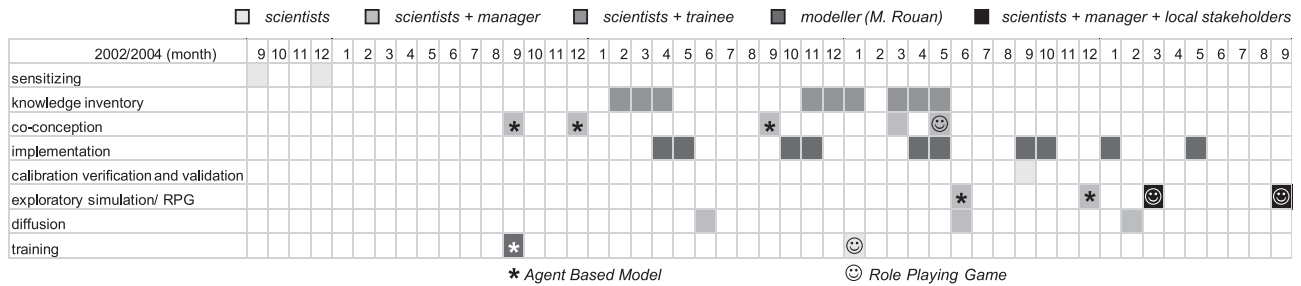 scientists scientists + manager scientists + trainee modeller (M. Rouan) scientists + manager + local stakeholders
2002/2004 (month) 9 10 11 12 1 2 3 4 5 6 7 8 9 10 11 12 1 2 3 4 5 6 7 8 9 10 11 12 1 2 3 4 5 6 7 8 9 10 11 12 1 2 3 4 5 6 7 8 9
sensitizing
knowledge inventory
co-conception
implementation
calibration verification and validation
exploratory simulation/ RPG
diffusion
training
* Agent Based Model ☺ Role Playing Game